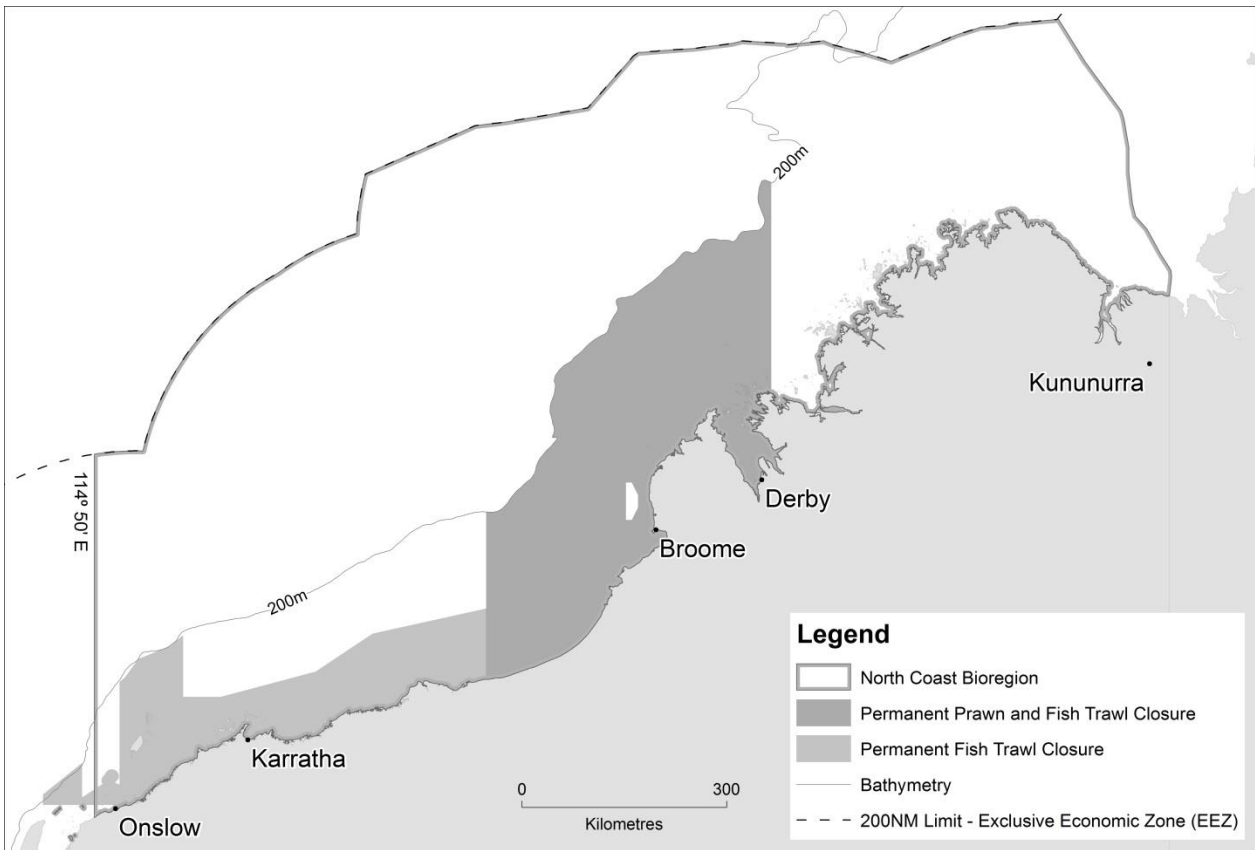 200m
Kununurra
114º 50' E
Derby
Broome
200m
Karratha
Onslow
0 300
Kilometres
Legend
North Coast Bioregion
Permanent Prawn and Fish Trawl Closure
Permanent Fish Trawl Closure
Bathymetry
200NM Limit - Exclusive Economic Zone (EEZ)